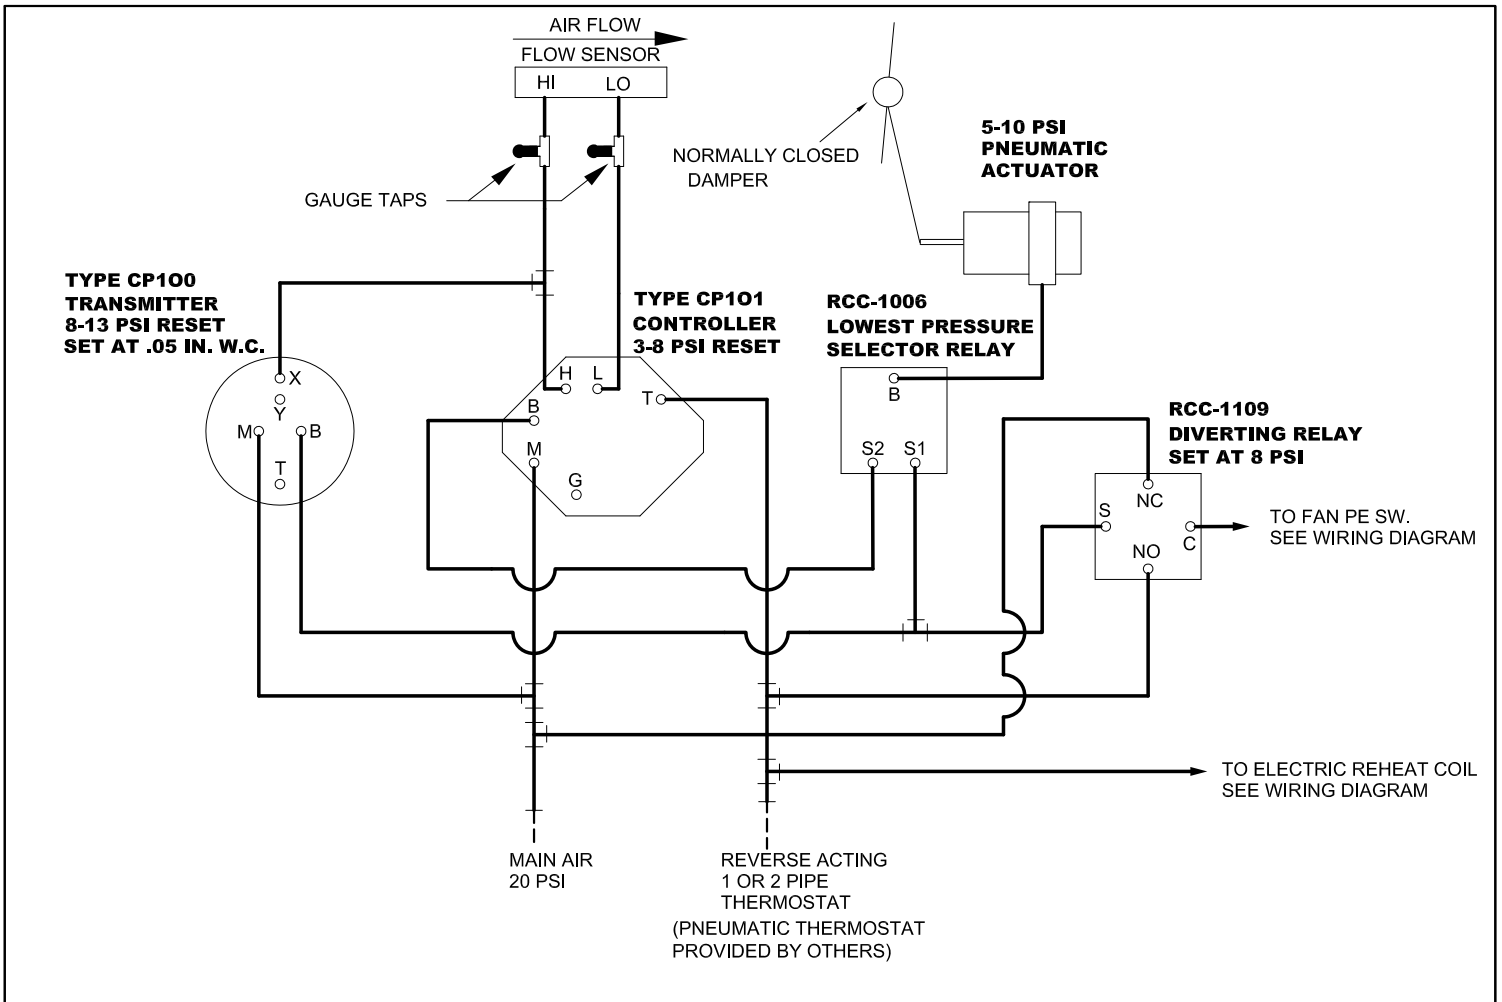 AIR FLOW
FLOW SENSOR
HI
LO
GAUGE TAPS
NORMALLY CLOSED
DAMPER
5-10 PSI
PNEUMATIC
ACTUATOR
TYPE CP1O0
TRANSMITTER
8-13 PSI RESET
SET AT .05 IN. W.C.
X
Y
M
B
T
TYPE CP1O1
CONTROLLER
3-8 PSI RESET
H
L
T
B
M
G
RCC-1006
LOWEST PRESSURE
SELECTOR RELAY
B
S2
S1
RCC-1109
DIVERTING RELAY
SET AT 8 PSI
NC
S
C
NO
TO FAN PE SW.
SEE WIRING DIAGRAM
TO ELECTRIC REHEAT COIL
SEE WIRING DIAGRAM
MAIN AIR
20 PSI
REVERSE ACTING
1 OR 2 PIPE
THERMOSTAT
(PNEUMATIC THERMOSTAT
PROVIDED BY OTHERS)